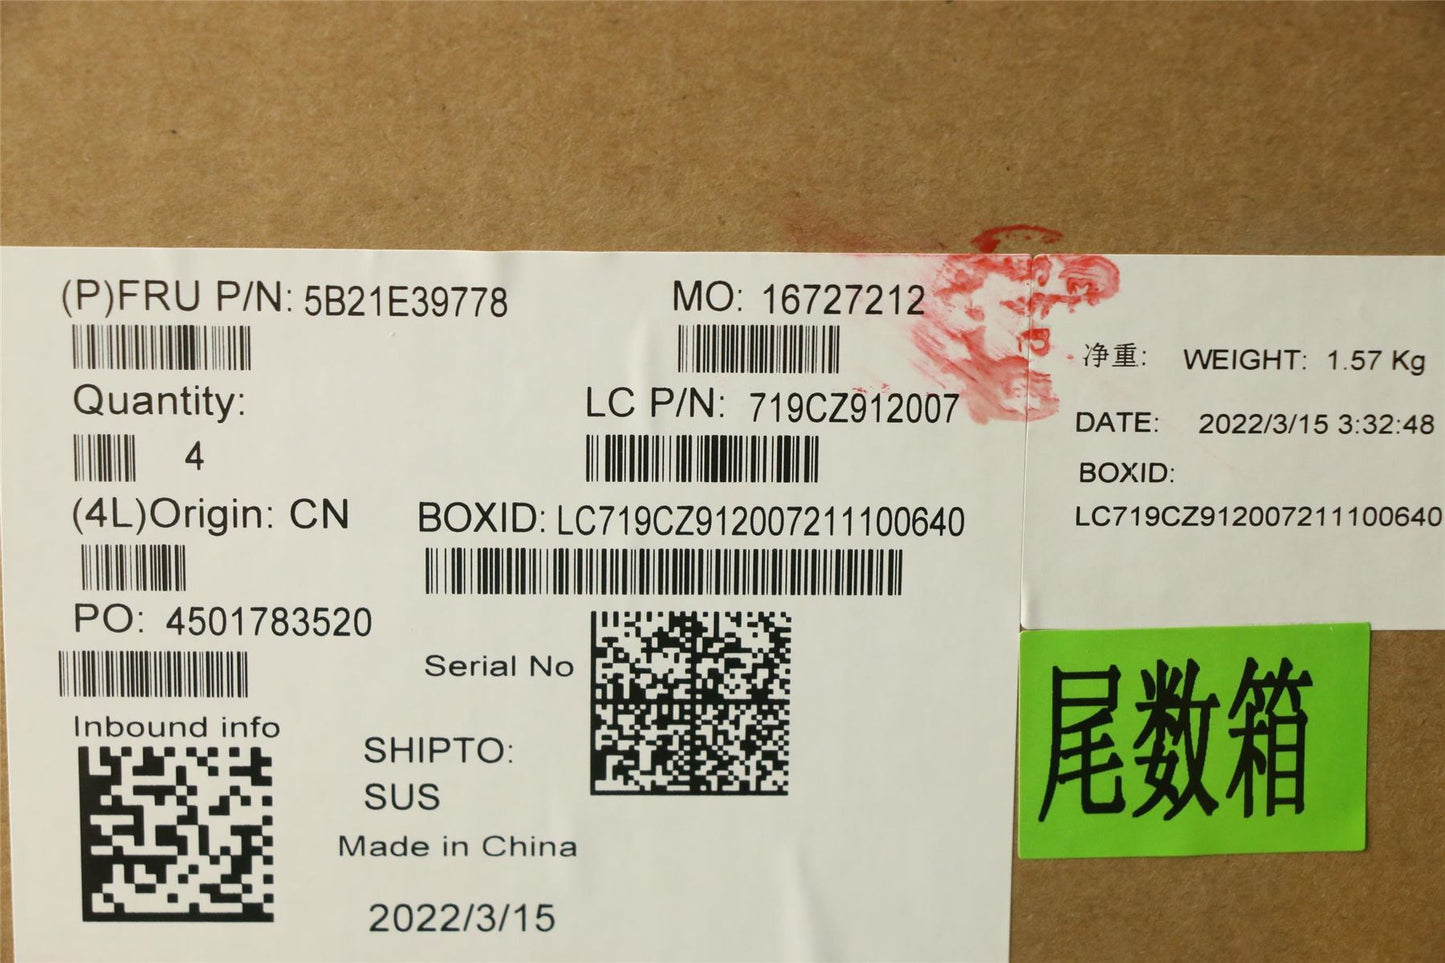 (P)FRU P/N: 5B21E39778
MO: 16727212
Quantity:
4
LC P/N: 719CZ912007
(4L)Origin: CN
BOXID: LC719CZ912007211100640
PO: 4501783520
Serial No
Inbound info
SHIPTO:
SUS
Made in China
2022/3/15
净重: WEIGHT: 1.57 Kg
DATE: 2022/3/15 3:32:48
BOXID:
LC719CZ912007211100640
尾数箱